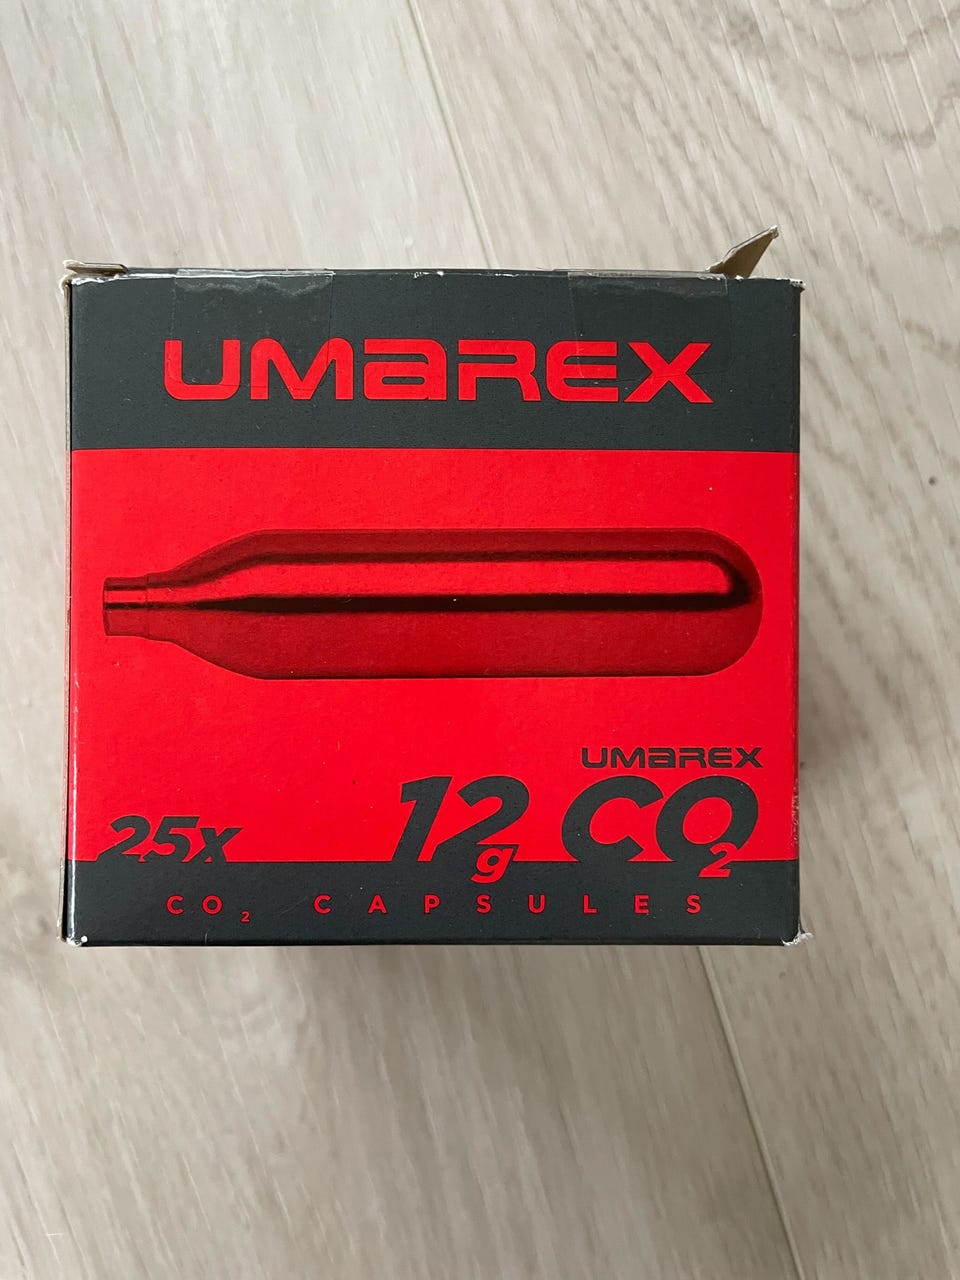 UMAREX
UMAREX
25x 12g CO₂
CO₂ CAPSULES